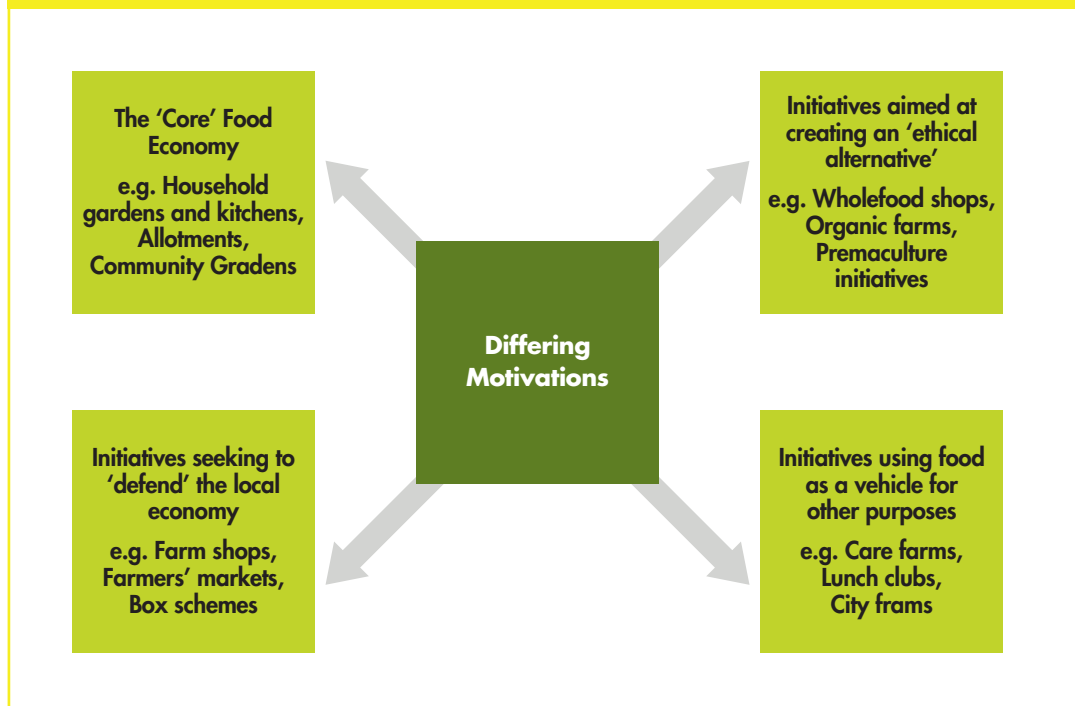 The ‘Core’ Food
Economy
e.g. Household
gardens and kitchens,
Allotments,
Community Gradens
Initiatives aimed at
creating an ‘ethical
alternative’
e.g. Wholefood shops,
Organic farms,
Premaculture
initiatives
Differing
Motivations
Initiatives seeking to
‘defend’ the local
economy
e.g. Farm shops,
Farmers’ markets,
Box schemes
Initiatives using food
as a vehicle for
other purposes
e.g. Care farms,
Lunch clubs,
City frams